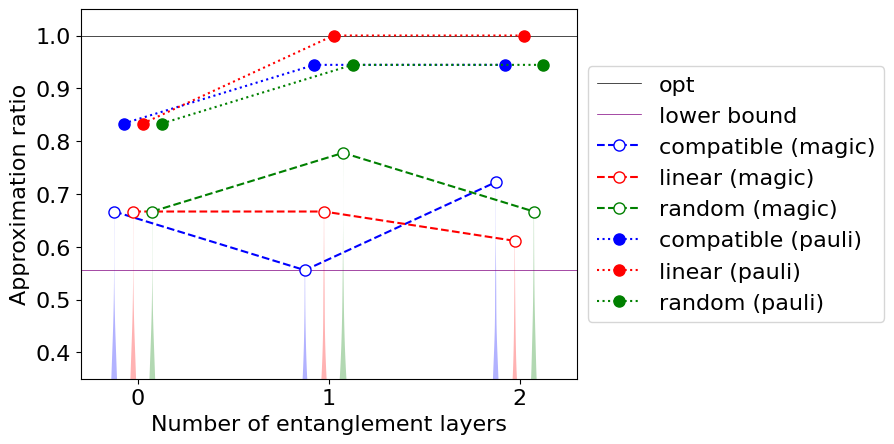 1.0
0.9
0.8
0.7
0.6
0.5
0.4
Approximation ratio
0 1 2
Number of entanglement layers
opt
lower bound
compatible (magic)
linear (magic)
random (magic)
compatible (pauli)
linear (pauli)
random (pauli)